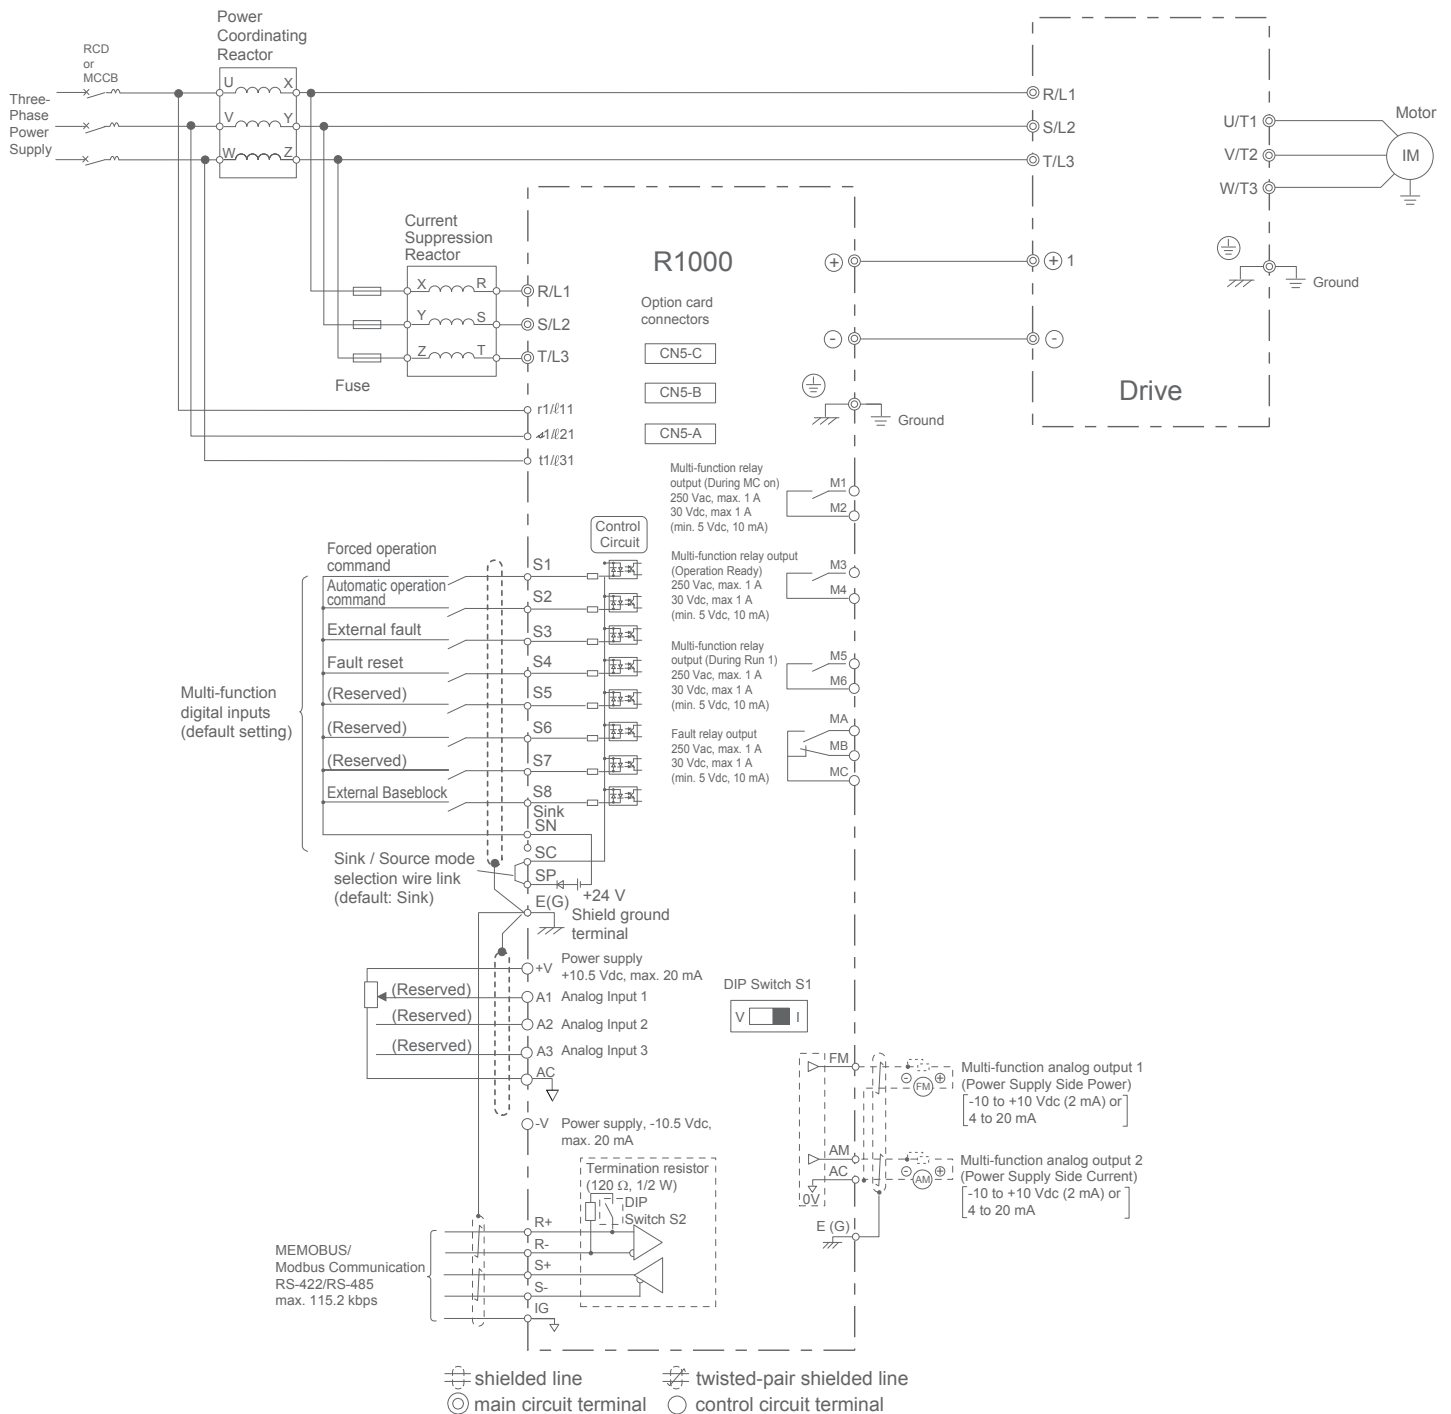 Power
Coordinating
Reactor
RCD
or
MCCB
Three-
Phase
Power
Supply
U X
V Y
W Z
R/L1
S/L2
T/L3
U/T1
V/T2
W/T3
Motor
IM
Current
Suppression
Reactor
X R
Y S
Z T
Fuse
R/L1
S/L2
T/L3
r1/ℓ11
1/ℓ21
t1/ℓ31
R1000
Option card
connectors
CN5-C
CN5-B
CN5-A
+
-
Ground
+ 1
-
Ground
Drive
Multi-function relay
output (During MC on)
250 Vac, max. 1 A
30 Vdc, max 1 A
(min. 5 Vdc, 10 mA)
M1
M2
Multi-function relay output
(Operation Ready)
250 Vac, max. 1 A
30 Vdc, max 1 A
(min. 5 Vdc, 10 mA)
M3
M4
Multi-function relay
output (During Run 1)
250 Vac, max. 1 A
30 Vdc, max 1 A
(min. 5 Vdc, 10 mA)
M5
M6
Fault relay output
250 Vac, max. 1 A
30 Vdc, max 1 A
(min. 5 Vdc, 10 mA)
MA
MB
MC
Control
Circuit
Multi-function
digital inputs
(default setting)
Forced operation
command
S1
Automatic operation
command
S2
External fault
S3
Fault reset
S4
(Reserved)
S5
(Reserved)
S6
(Reserved)
S7
External Baseblock
S8
Sink
SN
SC
SP
+24 V
Sink / Source mode
selection wire link
(default: Sink)
E(G)
Shield ground
terminal
+V Power supply
+10.5 Vdc, max. 20 mA
(Reserved) A1 Analog Input 1
(Reserved) A2 Analog Input 2
(Reserved) A3 Analog Input 3
AC
-V Power supply, -10.5 Vdc,
max. 20 mA
DIP Switch S1
V I
FM
FM
- +
Multi-function analog output 1
(Power Supply Side Power)
-10 to +10 Vdc (2 mA) or
4 to 20 mA
AM
AC
0V
AM
- +
Multi-function analog output 2
(Power Supply Side Current)
-10 to +10 Vdc (2 mA) or
4 to 20 mA
E (G)
Termination resistor
(120 Ω, 1/2 W)
DIP
Switch S2
R+
R-
S+
S-
IG
MEMOBUS/
Modbus Communication
RS-422/RS-485
max. 115.2 kbps
shielded line
twisted-pair shielded line
main circuit terminal
control circuit terminal